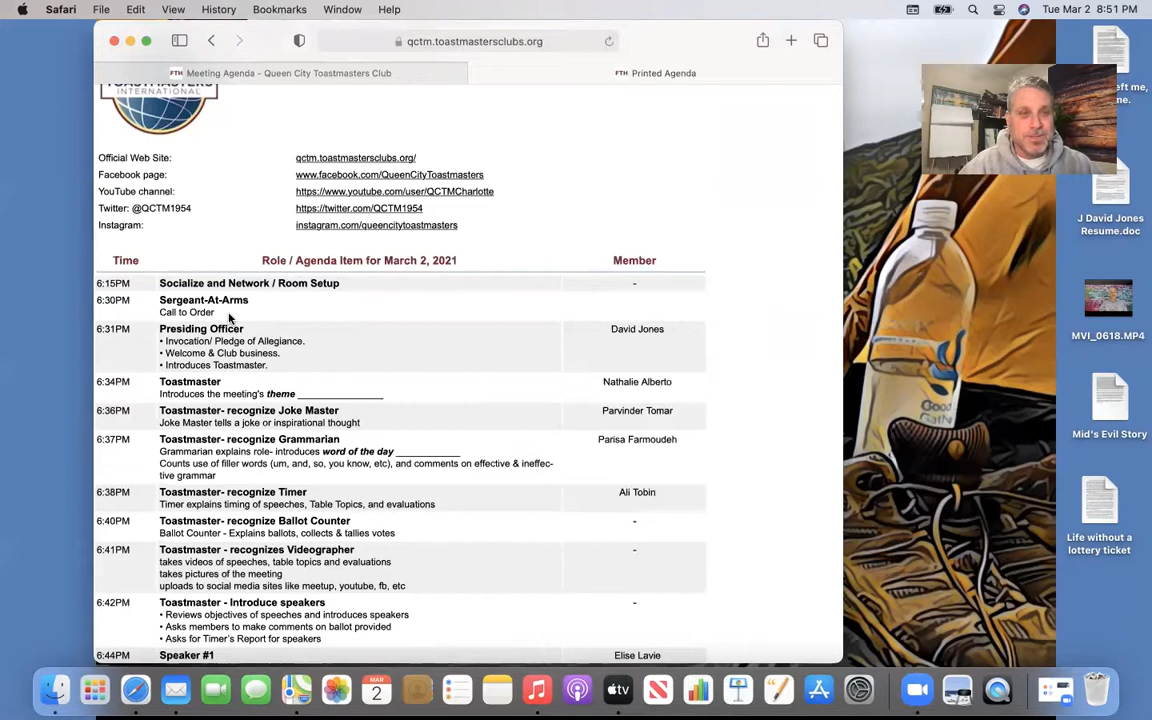 Safari File Edit View History Bookmarks Window Help Tue Mar 2 8:51 PM
qctm.toastmastersclubs.org
FTH Meeting Agenda - Queen City Toastmasters Club FTH Printed Agenda
INTERNATIONAL
Official Web Site: qctm.toastmastersclubs.org/
Facebook page: www.facebook.com/QueenCityToastmasters
YouTube channel: https://www.youtube.com/user/QCTMCharlotte
Twitter: @QCTM1954 https://twitter.com/QCTM1954
Instagram: instagram.com/queencitytoastmasters
Time Role / Agenda Item for March 2, 2021 Member
6:15PM Socialize and Network / Room Setup -
6:30PM Sergeant-At-Arms
Call to Order
6:31PM Presiding Officer David Jones
• Invocation/ Pledge of Allegiance.
• Welcome & Club business.
• Introduces Toastmaster.
6:34PM Toastmaster Nathalie Alberto
Introduces the meeting's theme ________________
6:36PM Toastmaster- recognize Joke Master Parvinder Tomar
Joke Master tells a joke or inspirational thought
6:37PM Toastmaster- recognize Grammarian Parisa Farmoudeh
Grammarian explains role- introduces word of the day ____________
Counts use of filler words (um, and, so, you know, etc), and comments on effective & ineffec-
tive grammar
6:38PM Toastmaster- recognize Timer Ali Tobin
Timer explains timing of speeches, Table Topics, and evaluations
6:40PM Toastmaster- recognize Ballot Counter -
Ballot Counter - Explains ballots, collects & tallies votes
6:41PM Toastmaster - recognizes Videographer -
takes videos of speeches, table topics and evaluations
takes pictures of the meeting
uploads to social media sites like meetup, youtube, fb, etc
6:42PM Toastmaster - Introduce speakers -
• Reviews objectives of speeches and introduces speakers
• Asks members to make comments on ballot provided
• Asks for Timer's Report for speakers
6:44PM Speaker #1 Elise Lavie
eft me,
ne.
J David Jones
Resume.doc
MVI_0618.MP4
Mid's Evil Story
Life without a
lottery ticket
Good
MAR
2
tv